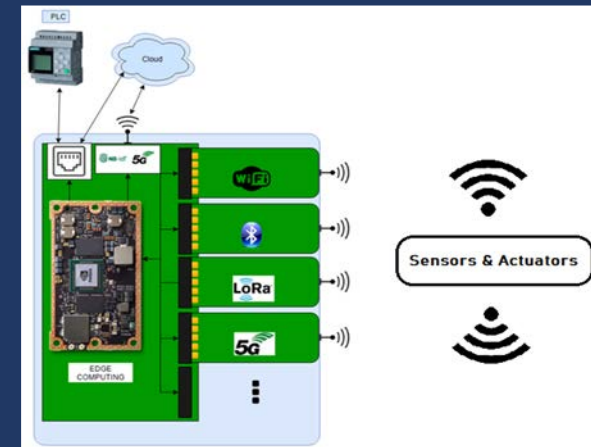 PLC
Cloud
5G
WiFi
LoRa
5G
EDGE
COMPUTING
Sensors & Actuators